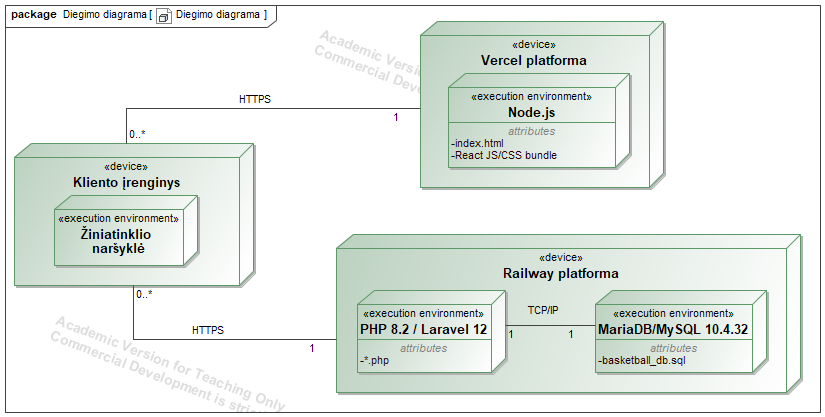 package Diegimo diagrama [ Diegimo diagrama ]
Academic Version
Commercial Deve
«device»
Vercel platforma
«execution environment»
Node.js
attributes
-index.html
-React JS/CSS bundle
HTTPS
1
0..*
«device»
Kliento įrenginys
«execution environment»
Žiniatinklio
naršyklė
0..*
HTTPS
1
«device»
Railway platforma
«execution environment»
PHP 8.2 / Laravel 12
attributes
-*.php
TCP/IP
1
1
«execution environment»
MariaDB/MySQL 10.4.32
attributes
-basketball_db.sql
Academic Version for Teaching Only
Commercial Development is strict